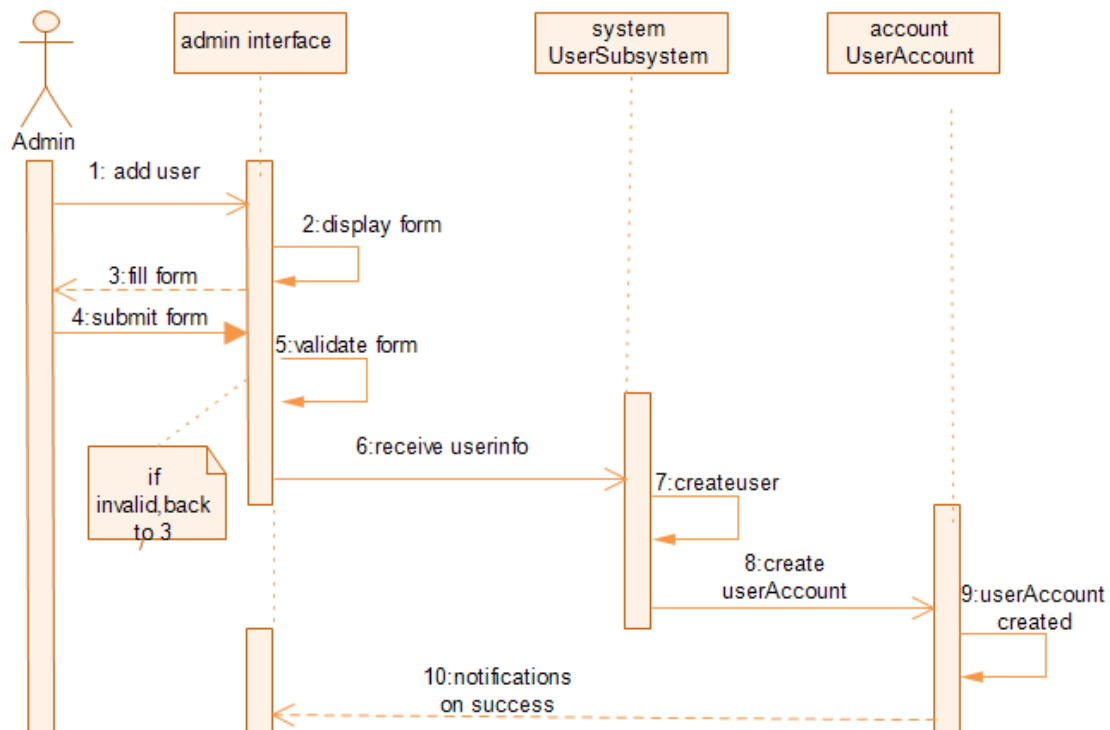 admin interface
system
UserSubsystem
account
UserAccount
Admin
1: add user
2:display form
3:fill form
4:submit form
5:validate form
6:receive userinfo
if
invalid,back
to 3
7:createuser
8:create
userAccount
9:userAccount
created
10:notifications
on success